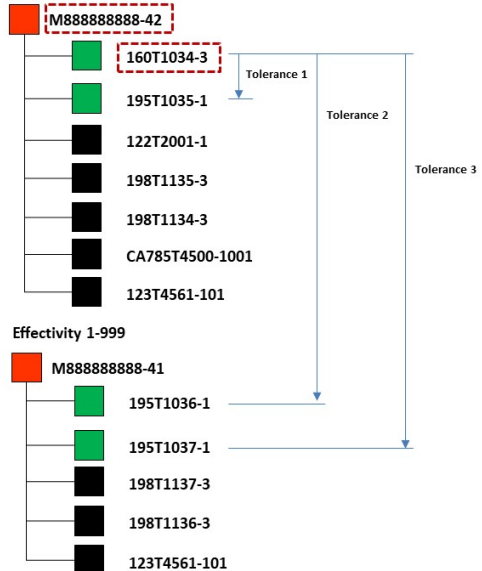 M888888888-42
160T1034-3
Tolerance 1
195T1035-1
Tolerance 2
122T2001-1
Tolerance 3
198T1135-3
198T1134-3
CA785T4500-1001
123T4561-101
Effectivity 1-999
M888888888-41
195T1036-1
195T1037-1
198T1137-3
198T1136-3
123T4561-101